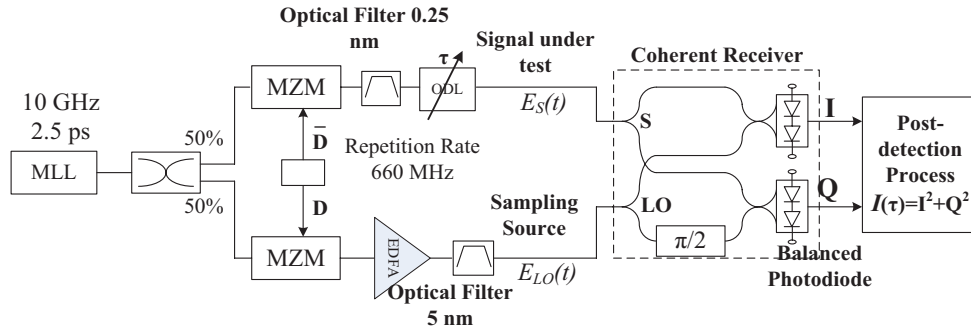 Optical Filter 0.25
nm
10 GHz
2.5 ps
MLL
50%
50%
MZM
D̅
D
MZM
τ
ODL
Repetition Rate
660 MHz
EDFA
Optical Filter
5 nm
Signal under
test
E_S(t)
Sampling
Source
E_LO(t)
Coherent Receiver
S
LO
π/2
I
Q
Balanced
Photodiode
Post-
detection
Process
I(τ)=I²+Q²